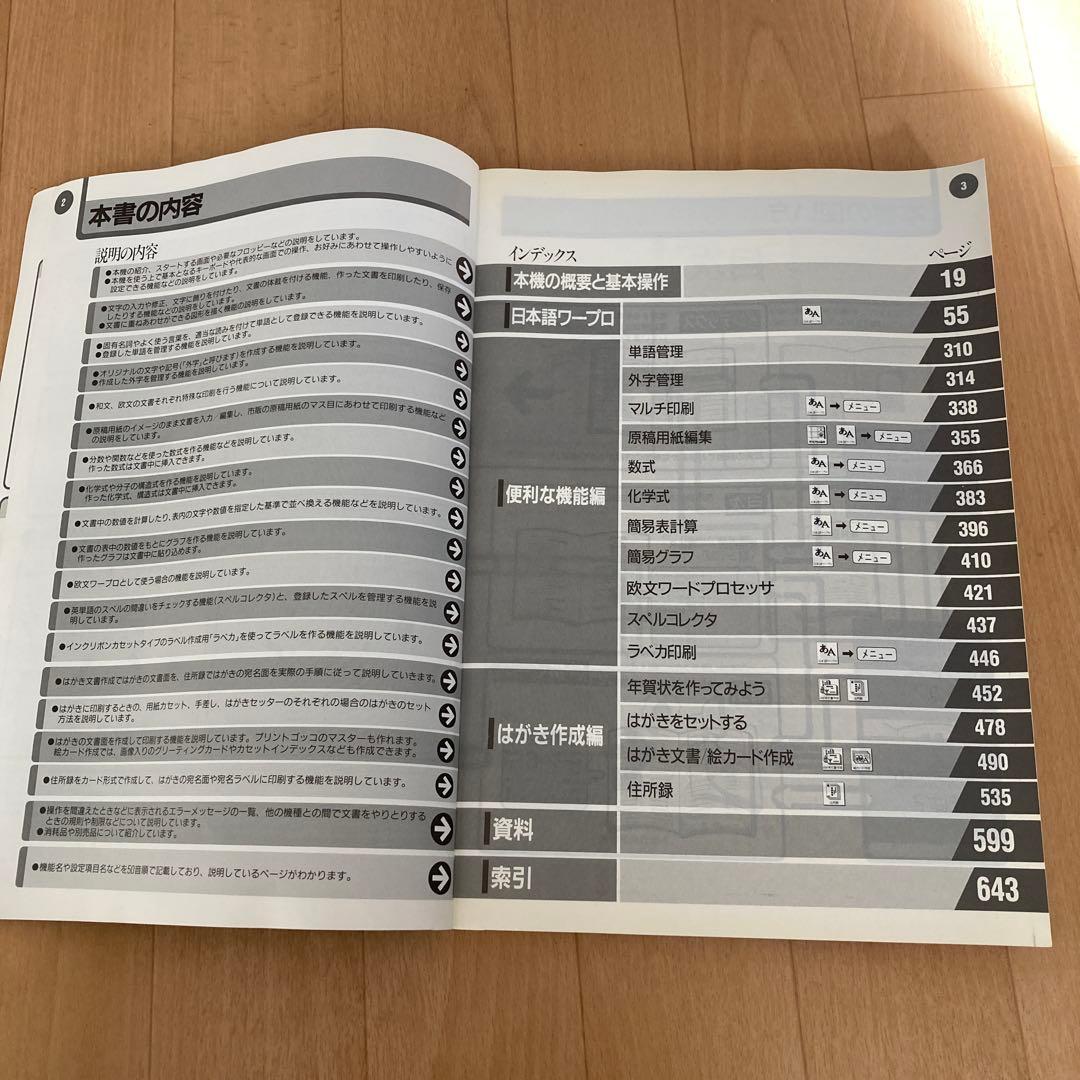 2
本書の内容
説明の内容
●本機の紹介、スタートする画面や必要なフロッピーなどの説明をしています。
●本機を使う上で基本となるキーボードや代表的な画面での操作、お好みにあわせて操作しやすいように
設定できる機能などの説明をしています。
●文字の入力や修正、文字に飾りを付けたり、文書の体裁を付ける機能、作った文書を印刷したり、保存
したりする機能などの説明をしています。
●文書に重ねあわせができる図形を描く機能の説明をしています。
●固有名詞やよく使う言葉を、適当な読みを付けて単語として登録できる機能を説明しています。
●登録した単語を管理する機能を説明しています。
●オリジナルの文字や記号(「外字」と呼びます)を作成する機能を説明しています。
●作成した外字を管理する機能を説明しています。
●和文、欧文の文書それぞれ特殊な印刷を行う機能について説明しています。
●原稿用紙のイメージのまま文書を入力/編集し、市販の原稿用紙のマス目にあわせて印刷する機能など
の説明をしています。
●分数や関数などを使った数式を作る機能などを説明しています。
作った数式は文書中に挿入できます。
●化学式や分子の構造式を作る機能を説明しています。
作った化学式、構造式は文書中に挿入できます。
●文書中の数値を計算したり、表内の文字や数値を指定した基準で並べ換える機能などを説明しています。
●文書の表中の数値をもとにグラフを作る機能を説明しています。
作ったグラフは文書中に貼り込めます。
●欧文ワープロとして使う場合の機能を説明しています。
●英単語のスペルの間違いをチェックする機能(スペルコレクタ)と、登録したスペルを管理する機能を説
明しています。
●インクリボンカセットタイプのラベル作成用「ラベカ」を使ってラベルを作る機能を説明しています。
●はがき文書作成でははがきの文書面を、住所録でははがきの宛名面を実際の手順に従って説明していきます。
●はがきに印刷するときの、用紙カセット、手差し、はがきセッターのそれぞれの場合のはがきのセット
方法を説明しています。
●はがきの文書面を作成して印刷する機能を説明しています。プリントゴッコのマスターも作れます。
絵カード作成では、画像入りのグリーティングカードやカセットインデックスなども作成できます。
●住所録をカード形式で作成して、はがきの宛名面や宛名ラベルに印刷する機能を説明しています。
●操作を間違えたときなどに表示されるエラーメッセージの一覧、他の機種との間で文書をやりとりする
ときの規則や制限などについて説明しています。
●消耗品や別売品について紹介しています。
●機能名や設定項目名などを50音順で記載しており、説明しているページがわかります。
3
インデックス ページ
本機の概要と基本操作 19
日本語ワープロ あA 55
便利な機能編
単語管理 310
外字管理 314
マルチ印刷 あA ➡ メニュー 338
原稿用紙編集 あA ➡ メニュー 355
数式 あA ➡ メニュー 366
化学式 あA ➡ メニュー 383
簡易表計算 あA ➡ メニュー 396
簡易グラフ あA ➡ メニュー 410
欧文ワードプロセッサ 421
スペルコレクタ 437
ラベカ印刷 あA ➡ メニュー 446
はがき作成編
年賀状を作ってみよう 452
はがきをセットする 478
はがき文書/絵カード作成 490
住所録 535
資料 599
索引 643